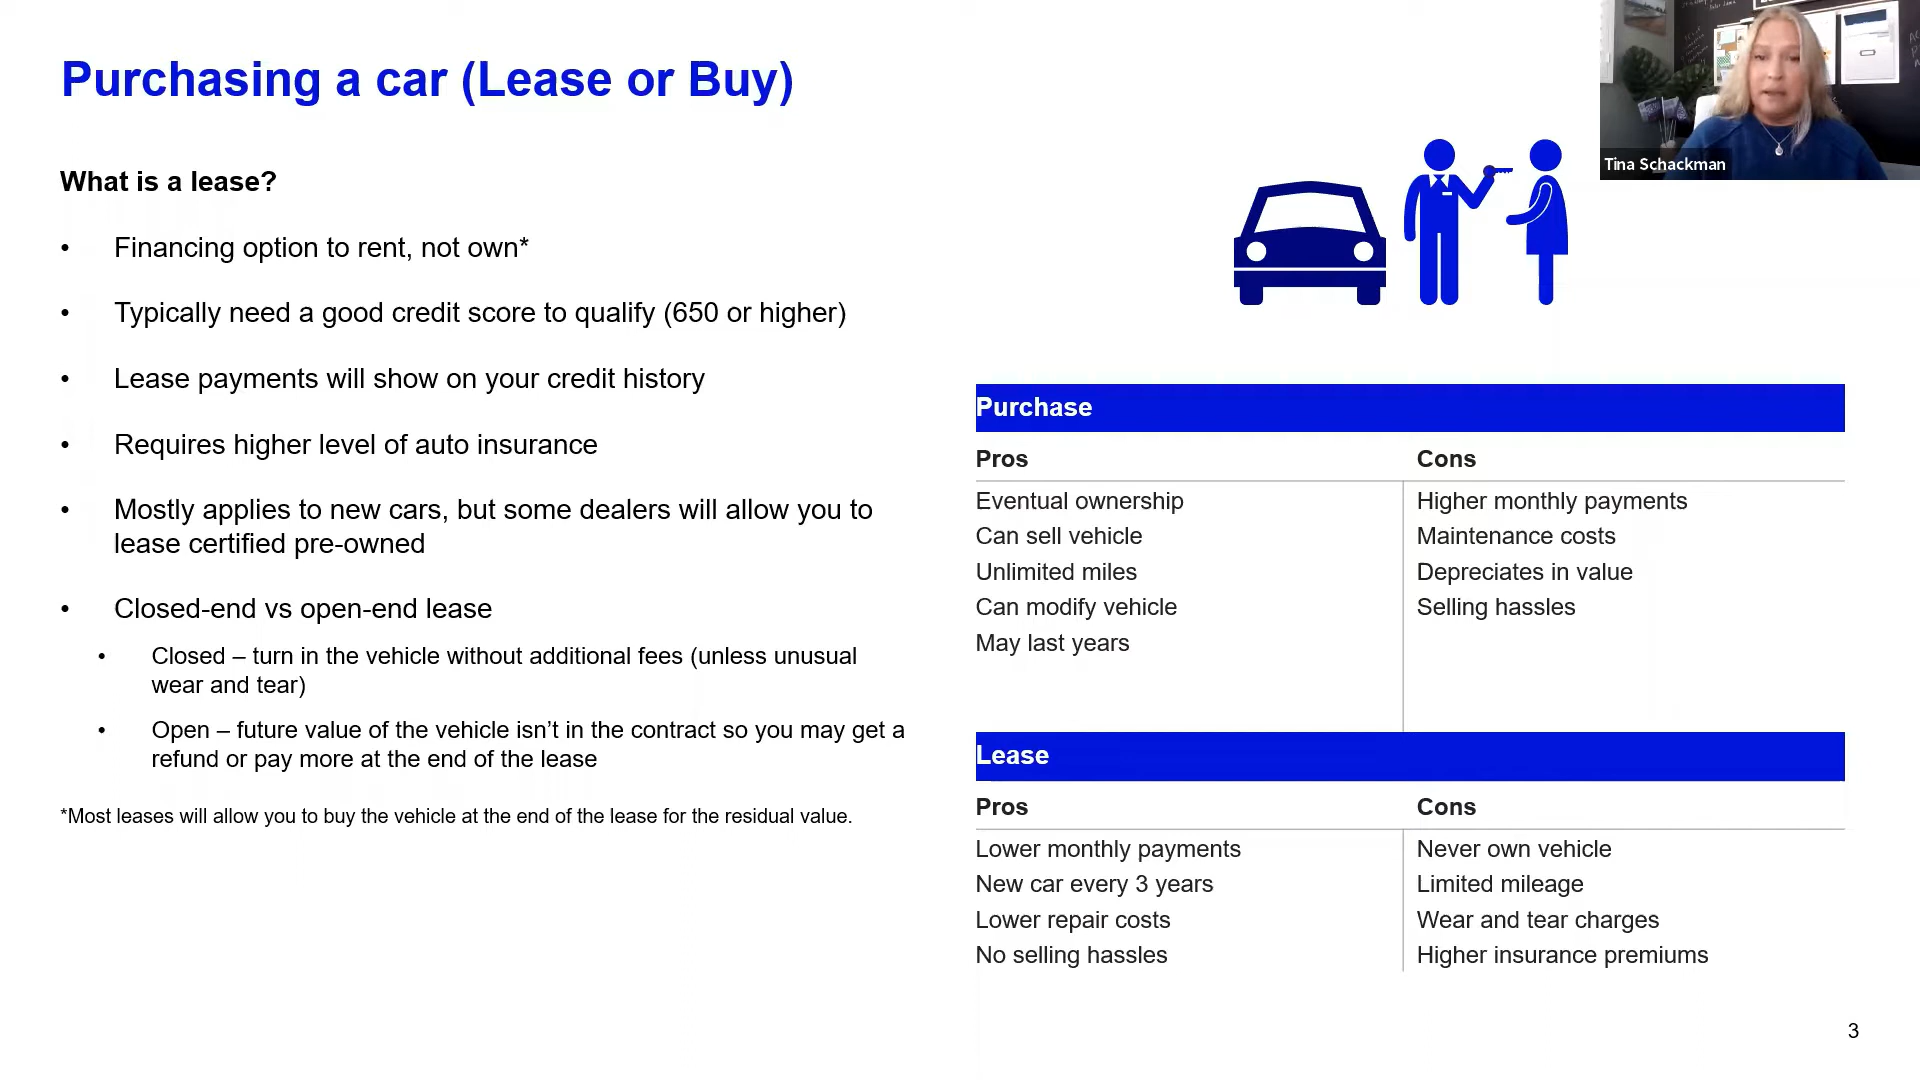 Purchasing a car (Lease or Buy)
Tina Schackman
What is a lease?
• Financing option to rent, not own*
• Typically need a good credit score to qualify (650 or higher)
• Lease payments will show on your credit history
• Requires higher level of auto insurance
• Mostly applies to new cars, but some dealers will allow you to
lease certified pre-owned
• Closed-end vs open-end lease
• Closed – turn in the vehicle without additional fees (unless unusual
wear and tear)
• Open – future value of the vehicle isn’t in the contract so you may get a
refund or pay more at the end of the lease
*Most leases will allow you to buy the vehicle at the end of the lease for the residual value.
Purchase
Pros Cons
Eventual ownership Higher monthly payments
Can sell vehicle Maintenance costs
Unlimited miles Depreciates in value
Can modify vehicle Selling hassles
May last years
Lease
Pros Cons
Lower monthly payments Never own vehicle
New car every 3 years Limited mileage
Lower repair costs Wear and tear charges
No selling hassles Higher insurance premiums
3